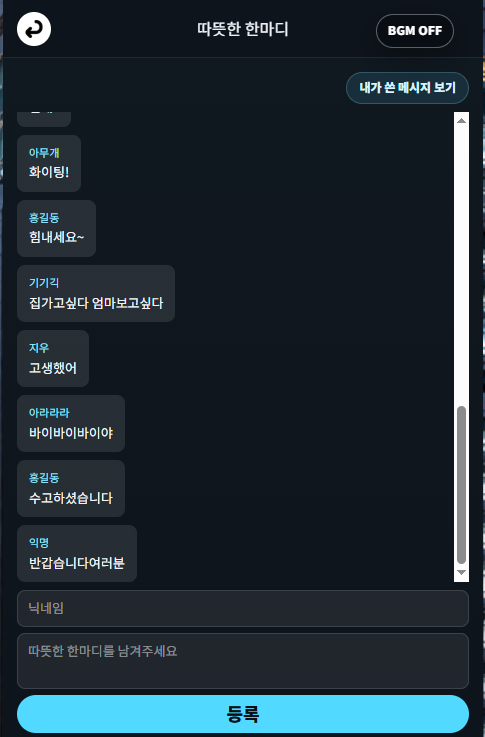 따뜻한 한마디
BGM OFF
내가 쓴 메시지 보기
아무개
화이팅!
홍길동
힘내세요~
기기긱
집가고싶다 엄마보고싶다
지우
고생했어
아라라라
바이바이바이야
홍길동
수고하셨습니다
익명
반갑습니다여러분
닉네임
따뜻한 한마디를 남겨주세요
등록